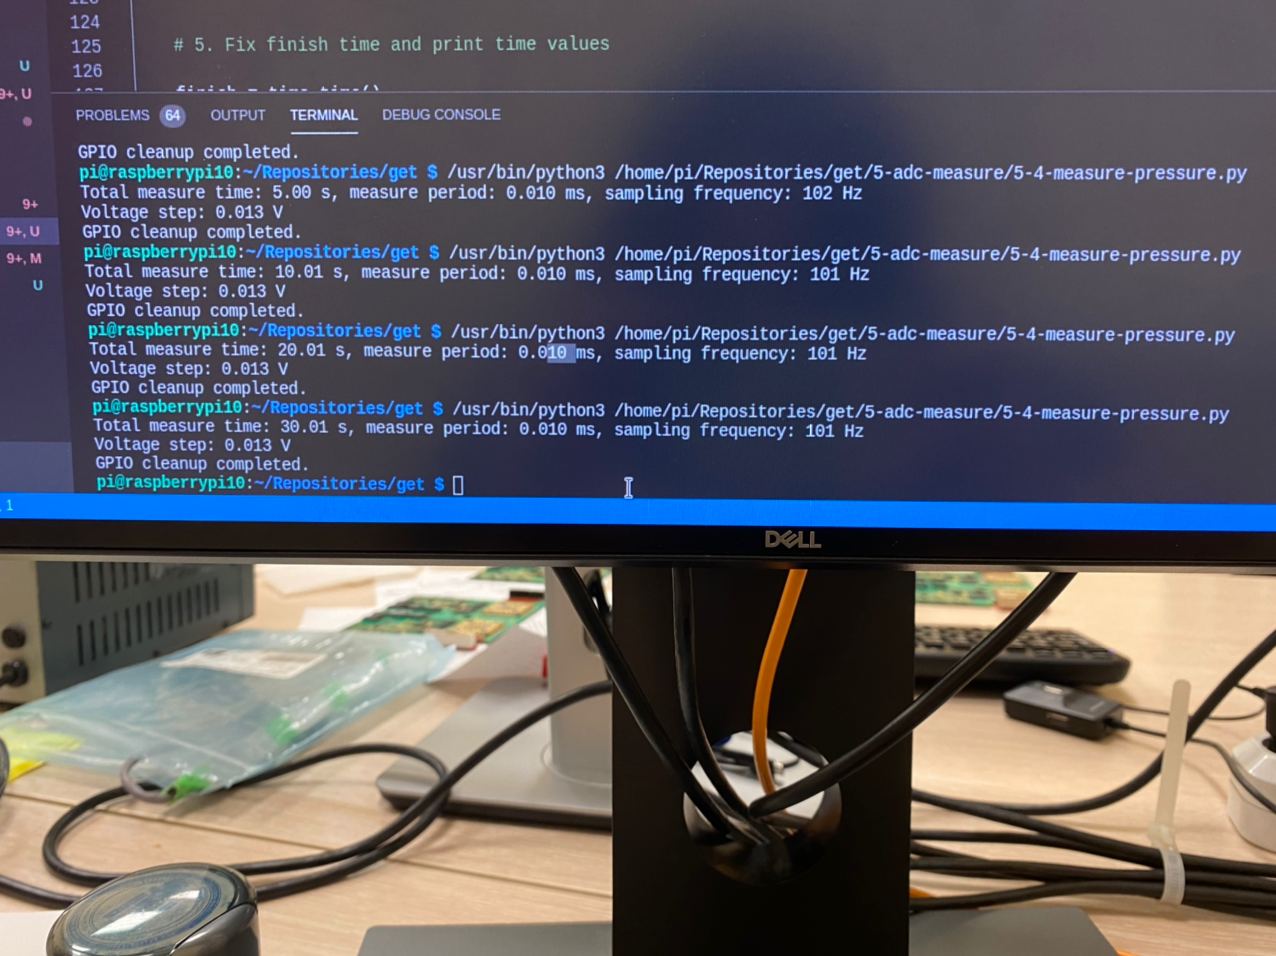 124
125 # 5. Fix finish time and print time values
126
finish = time.time()
U
9+, U
9+
9+, U
9+, M
U
PROBLEMS 64 OUTPUT TERMINAL DEBUG CONSOLE
GPIO cleanup completed.
pi@raspberrypi10:~/Repositories/get $ /usr/bin/python3 /home/pi/Repositories/get/5-adc-measure/5-4-measure-pressure.py
Total measure time: 5.00 s, measure period: 0.010 ms, sampling frequency: 102 Hz
Voltage step: 0.013 V
GPIO cleanup completed.
pi@raspberrypi10:~/Repositories/get $ /usr/bin/python3 /home/pi/Repositories/get/5-adc-measure/5-4-measure-pressure.py
Total measure time: 10.01 s, measure period: 0.010 ms, sampling frequency: 101 Hz
Voltage step: 0.013 V
GPIO cleanup completed.
pi@raspberrypi10:~/Repositories/get $ /usr/bin/python3 /home/pi/Repositories/get/5-adc-measure/5-4-measure-pressure.py
Total measure time: 20.01 s, measure period: 0.010 ms, sampling frequency: 101 Hz
Voltage step: 0.013 V
GPIO cleanup completed.
pi@raspberrypi10:~/Repositories/get $ /usr/bin/python3 /home/pi/Repositories/get/5-adc-measure/5-4-measure-pressure.py
Total measure time: 30.01 s, measure period: 0.010 ms, sampling frequency: 101 Hz
Voltage step: 0.013 V
GPIO cleanup completed.
pi@raspberrypi10:~/Repositories/get $
, 1
DELL